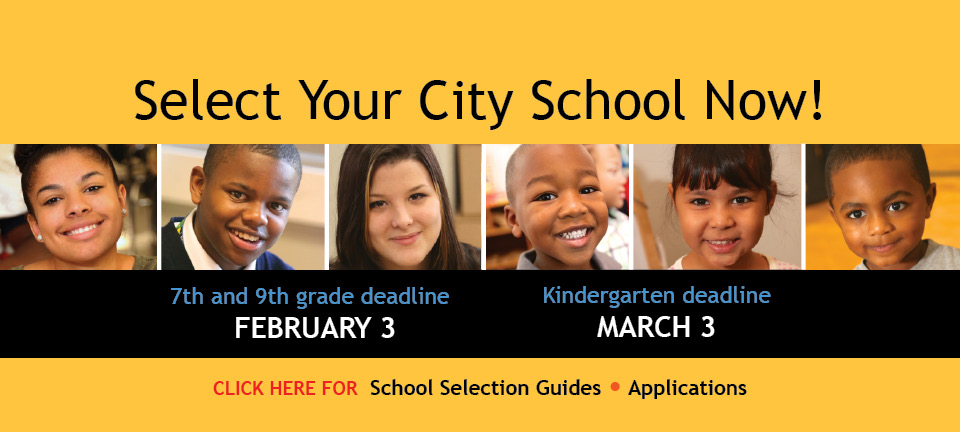 Select Your City School Now!
7th and 9th grade deadline
FEBRUARY 3
Kindergarten deadline
MARCH 3
CLICK HERE FOR School Selection Guides • Applications